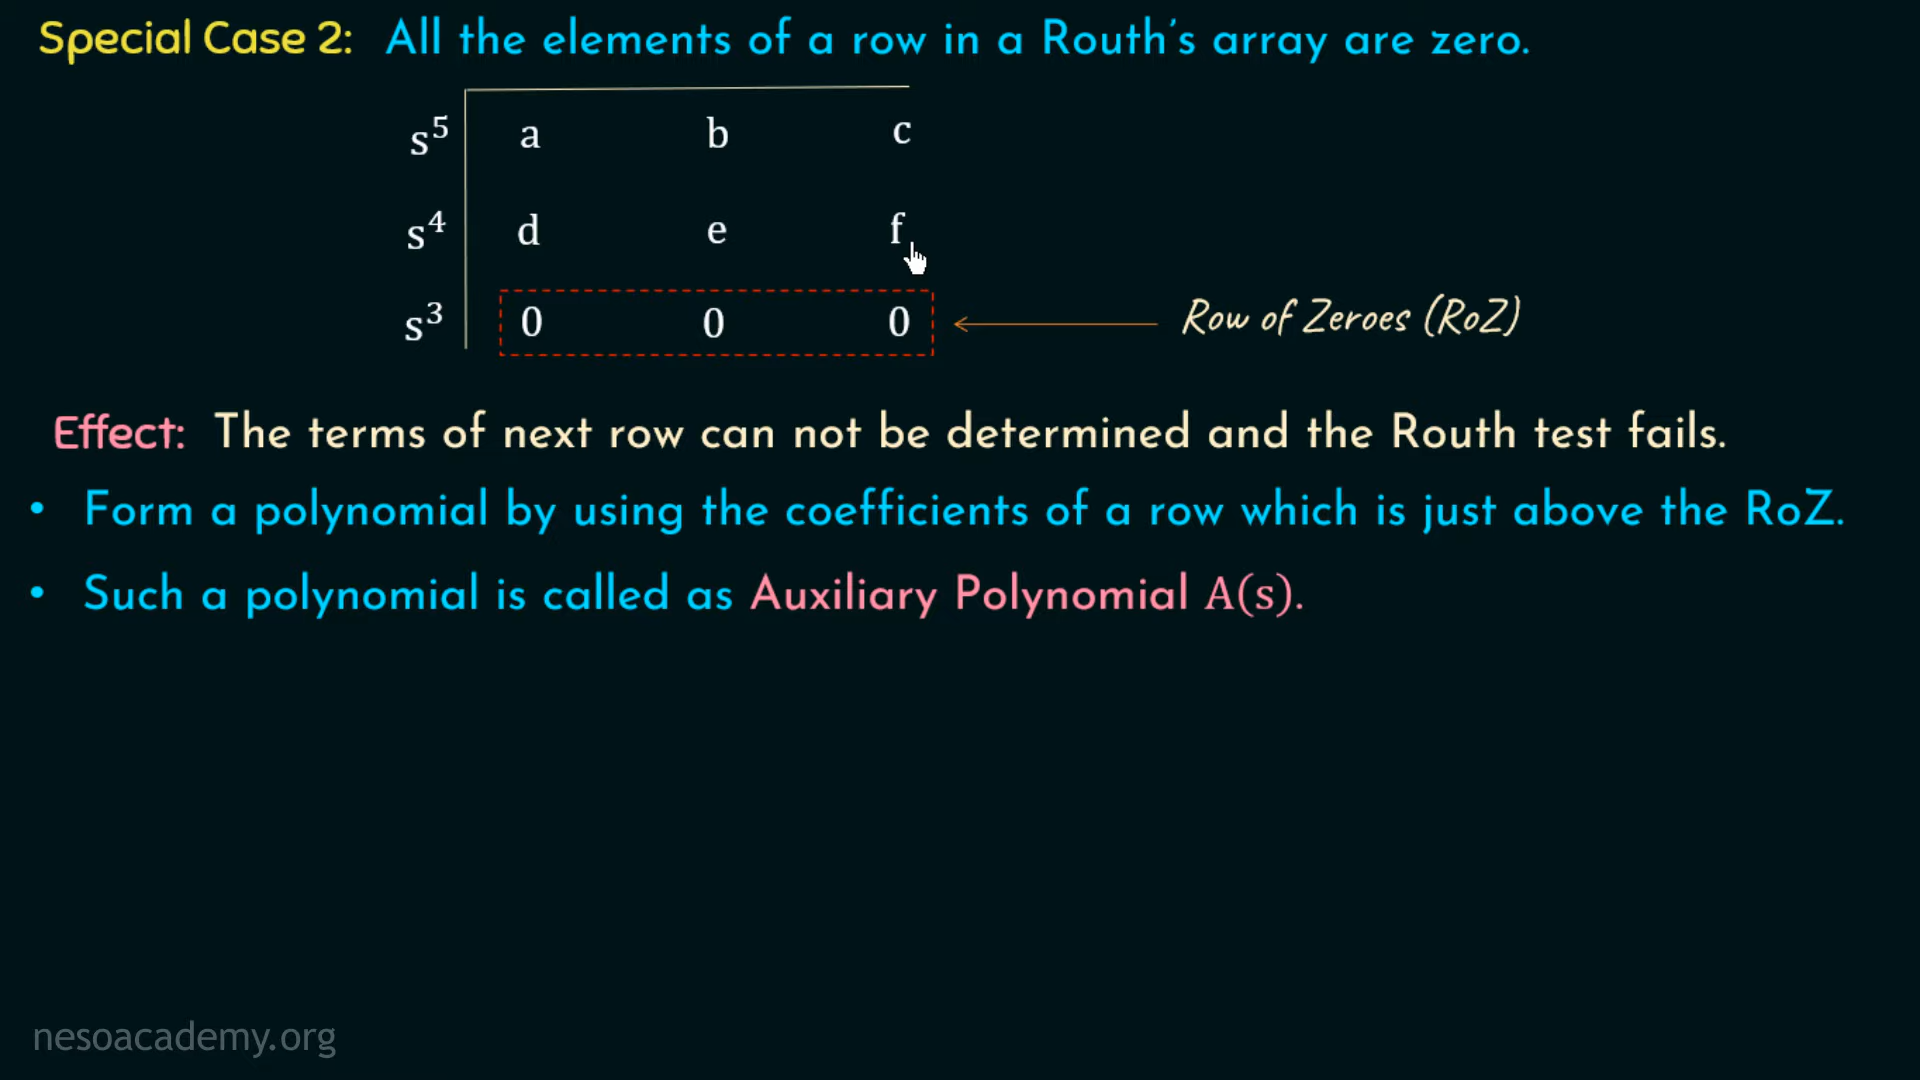 Special Case 2: All the elements of a row in a Routh's array are zero.
s⁵ a b c
s⁴ d e f
s³ 0 0 0 Row of Zeroes (RoZ)
Effect: The terms of next row can not be determined and the Routh test fails.
• Form a polynomial by using the coefficients of a row which is just above the RoZ.
• Such a polynomial is called as Auxiliary Polynomial A(s).
nesoacademy.org